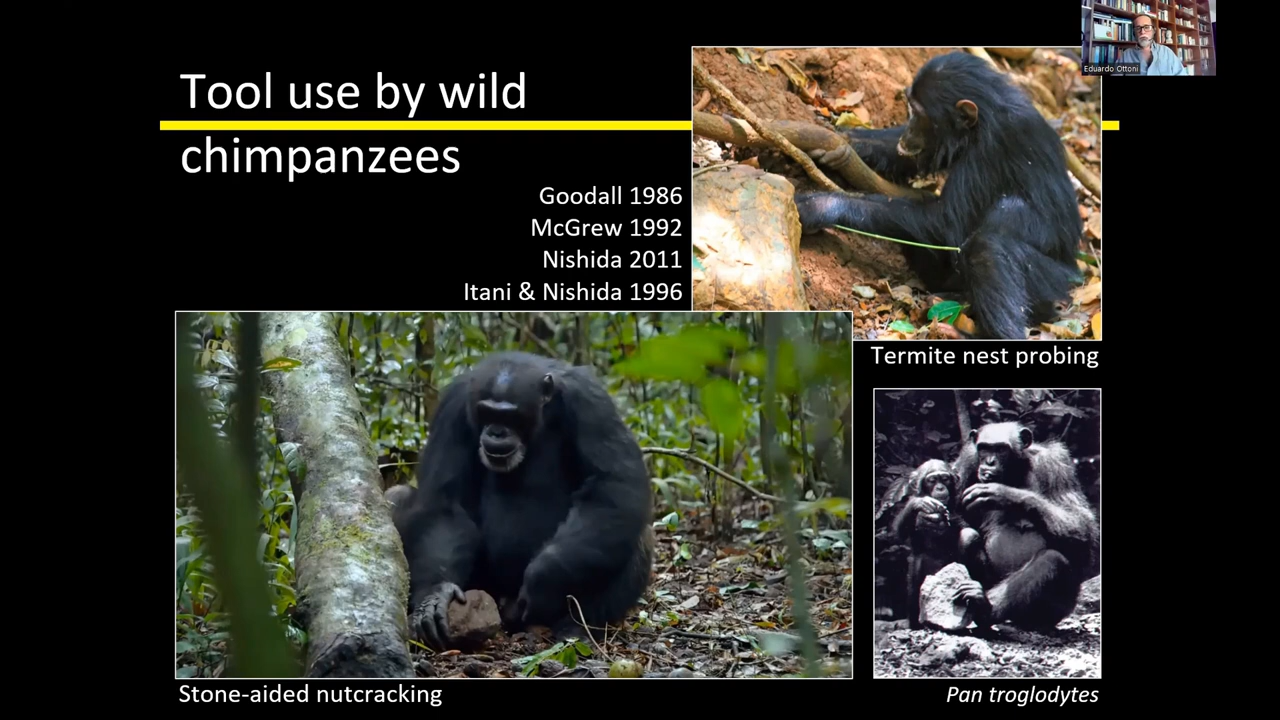 Eduardo Ottoni
Tool use by wild
chimpanzees
Goodall 1986
McGrew 1992
Nishida 2011
Itani & Nishida 1996
Termite nest probing
Stone-aided nutcracking
Pan troglodytes